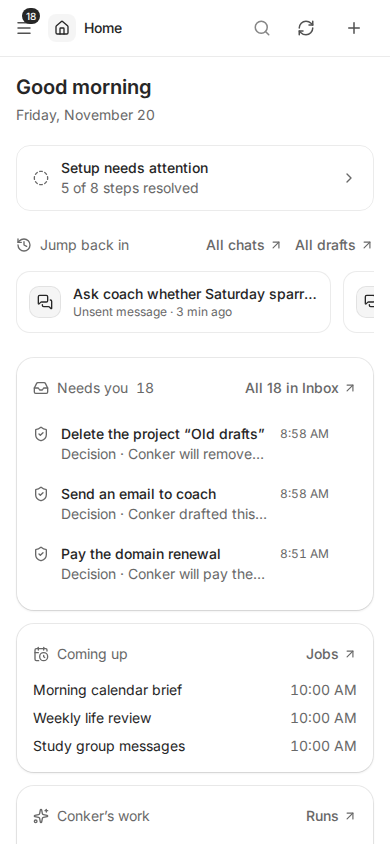 18
Home
Good morning
Friday, November 20
Setup needs attention
5 of 8 steps resolved
Jump back in All chats All drafts
Ask coach whether Saturday sparr...
Unsent message · 3 min ago
Needs you 18 All 18 in Inbox
Delete the project “Old drafts” 8:58 AM
Decision · Conker will remove...
Send an email to coach 8:58 AM
Decision · Conker drafted this...
Pay the domain renewal 8:51 AM
Decision · Conker will pay the...
Coming up Jobs
Morning calendar brief 10:00 AM
Weekly life review 10:00 AM
Study group messages 10:00 AM
Conker’s work Runs